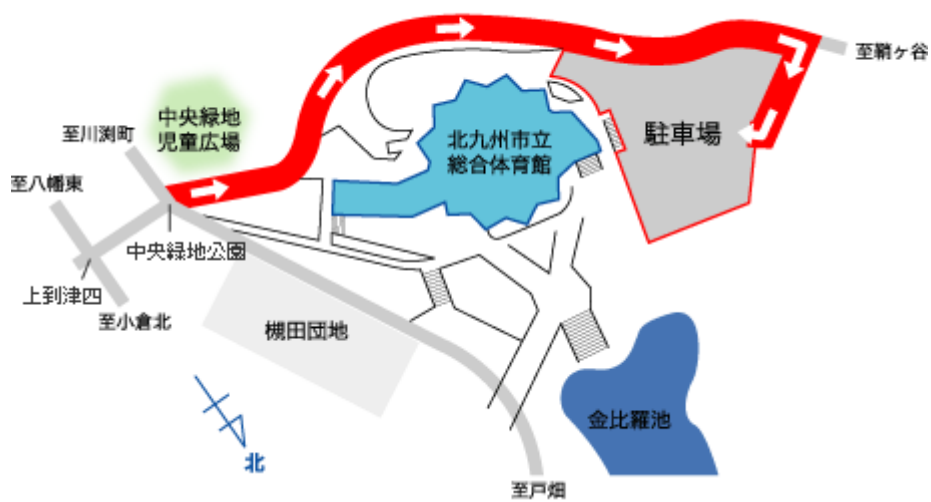 至鞘ヶ谷
中央緑地
児童広場
至川渕町
北九州市立
総合体育館
駐車場
至八幡東
中央緑地公園
上到津四
至小倉北
槻田団地
金比羅池
北
至戸畑